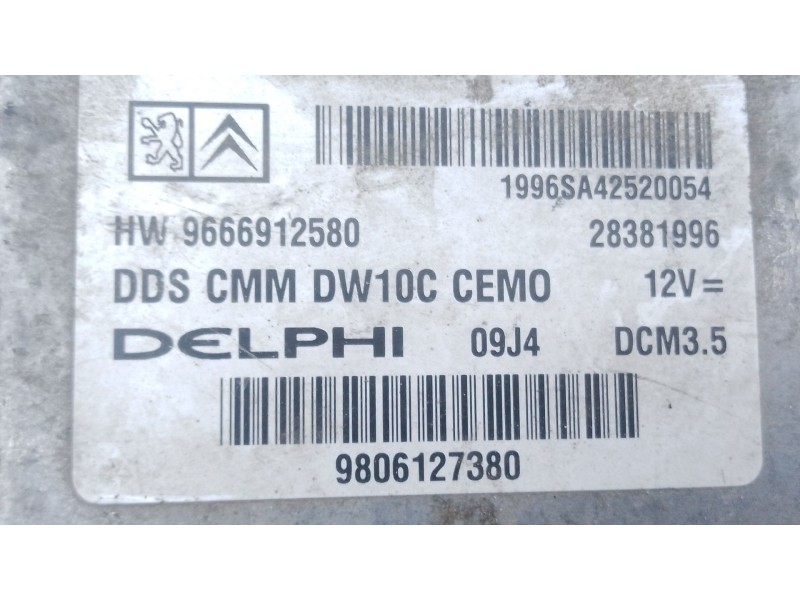 1996SA42520054
HW 9666912580 28381996
DDS CMM DW10C CEMO 12V =
DELPHI 09J4 DCM3.5
9806127380